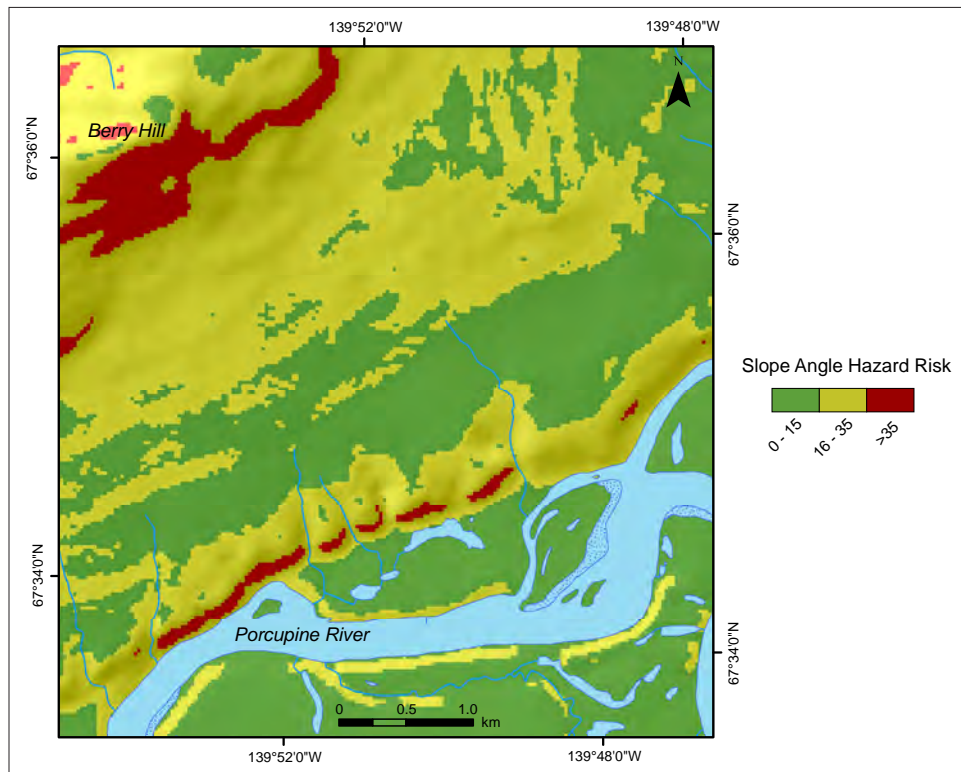 139°52'0"W
139°48'0"W
N
Berry Hill
67°36'0"N
67°36'0"N
Slope Angle Hazard Risk
0 - 15
16 - 35
>35
67°34'0"N
Porcupine River
67°34'0"N
0
0.5
1.0
km
139°52'0"W
139°48'0"W